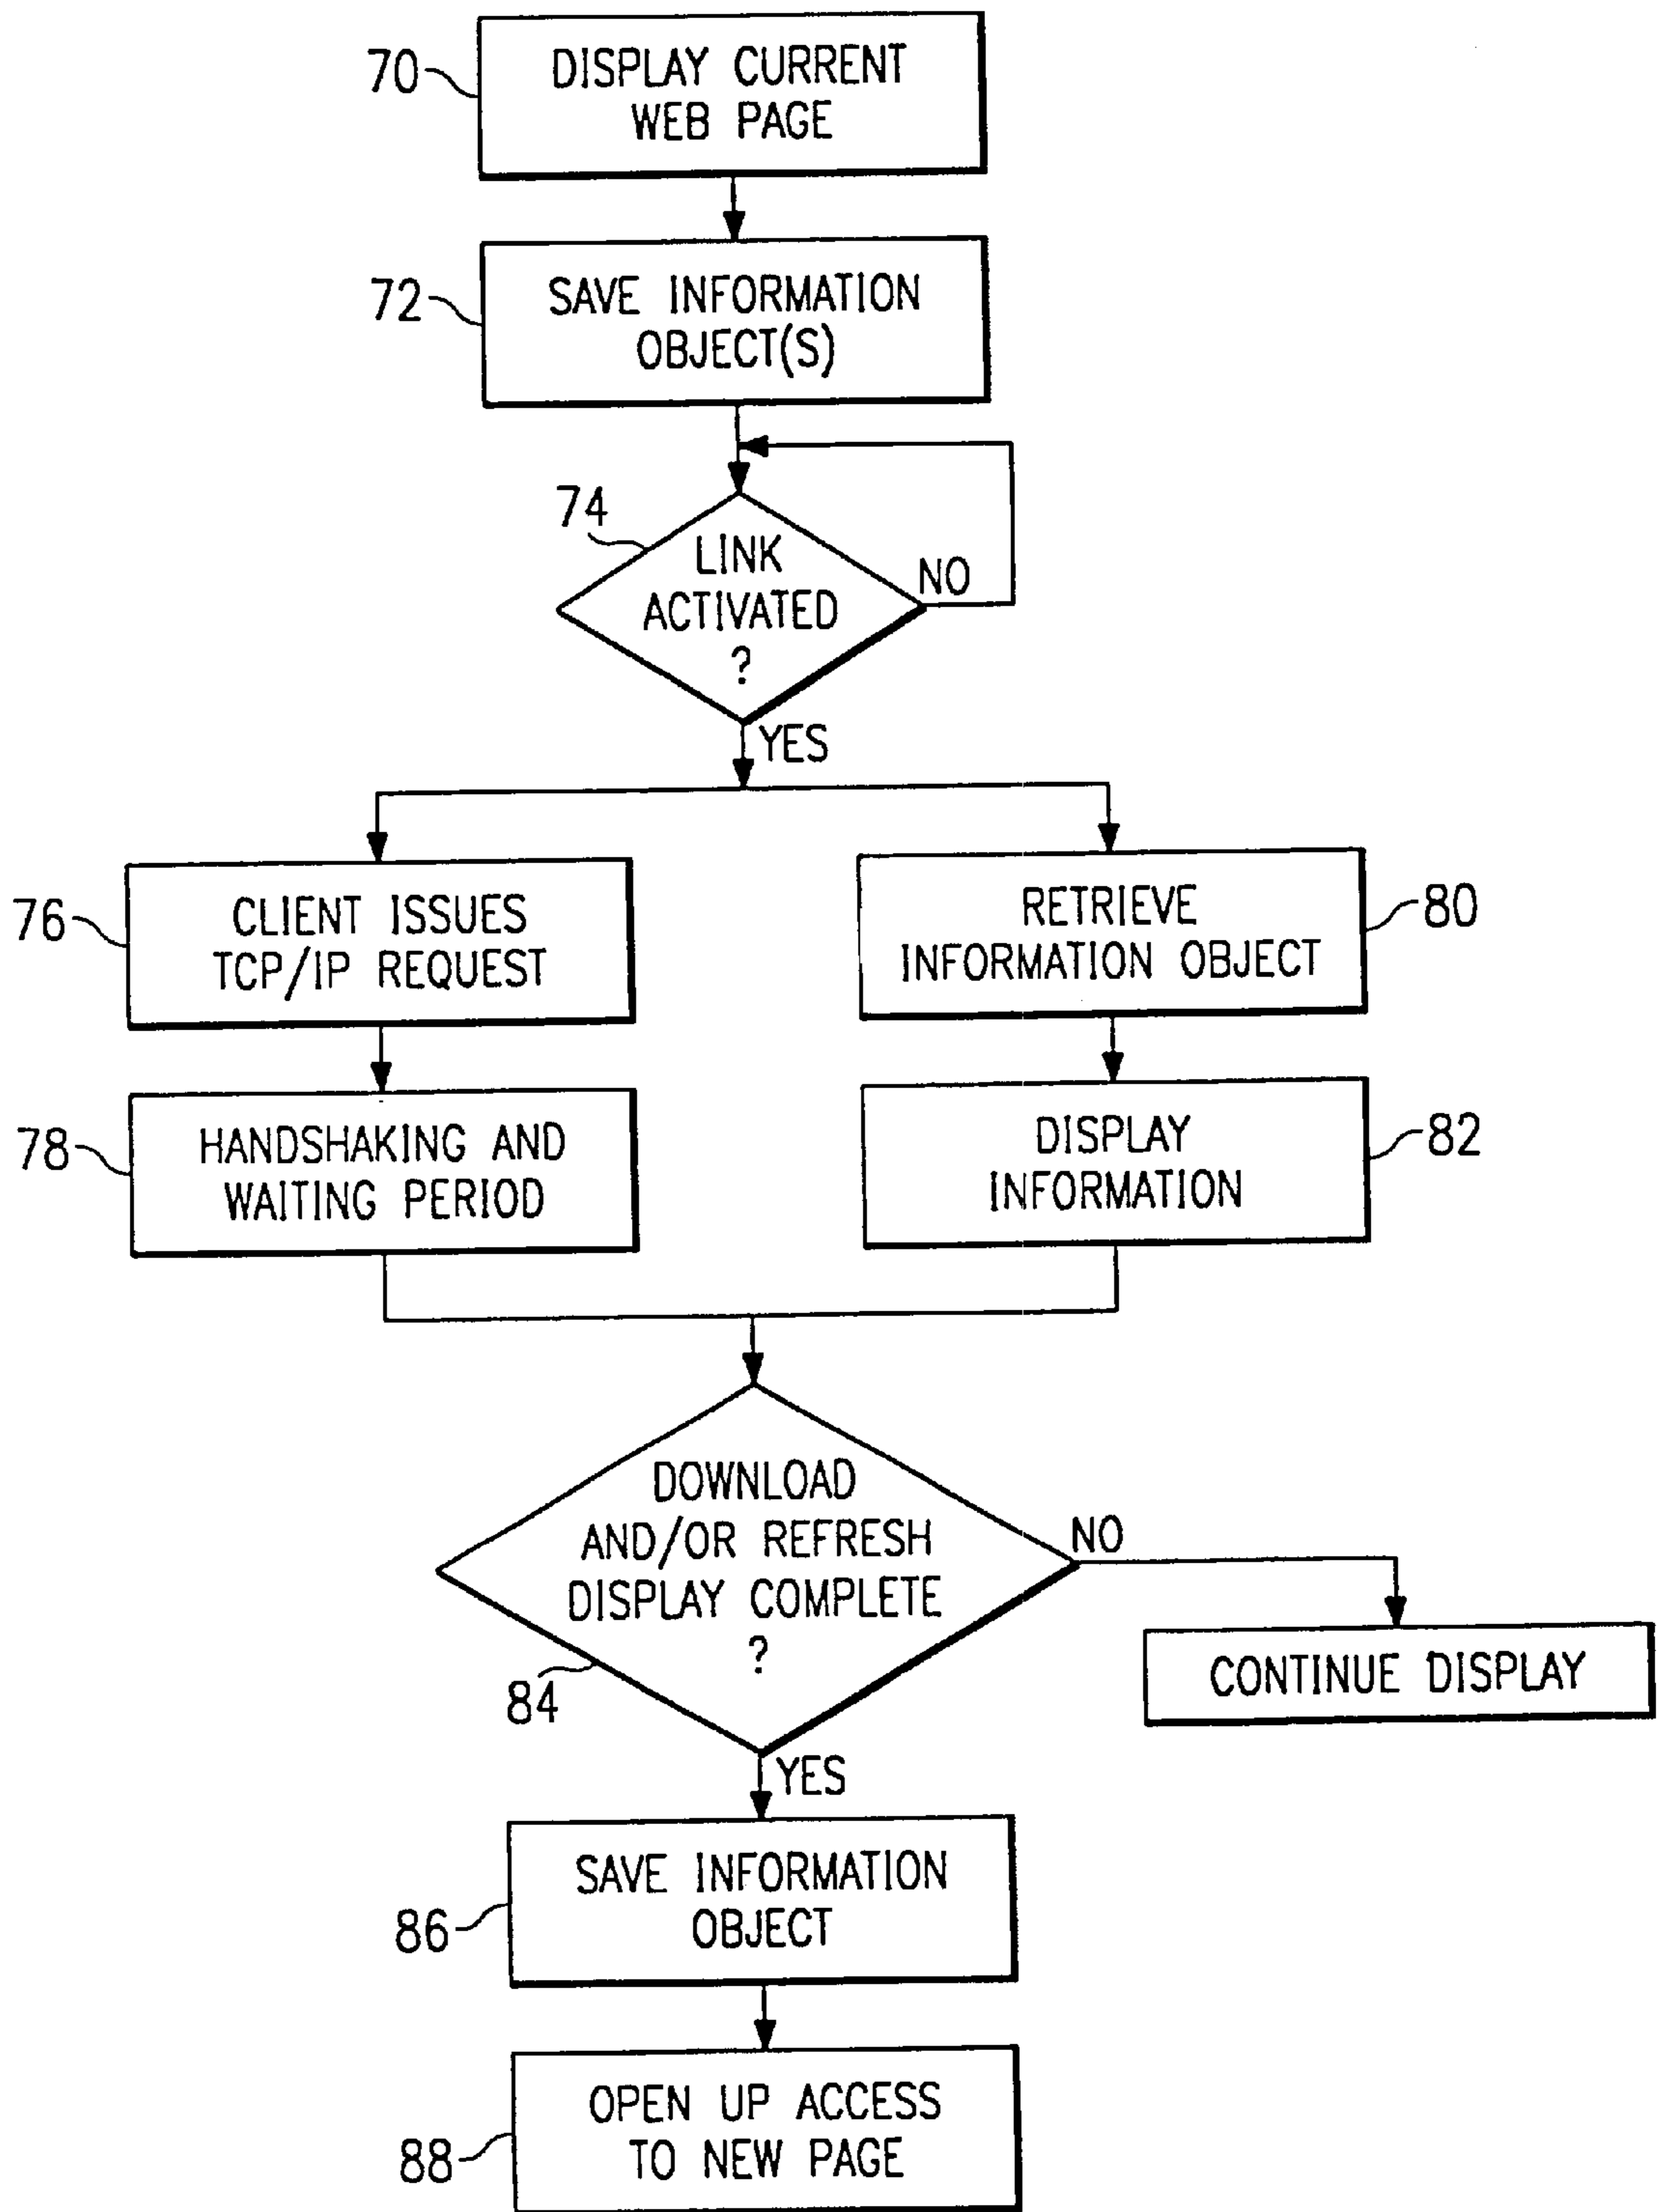 70
DISPLAY CURRENT
WEB PAGE
72
SAVE INFORMATION
OBJECT(S)
74
LINK
ACTIVATED
?
NO
YES
76
CLIENT ISSUES
TCP/IP REQUEST
RETRIEVE
INFORMATION OBJECT
80
78
HANDSHAKING AND
WAITING PERIOD
DISPLAY
INFORMATION
82
DOWNLOAD
AND/OR REFRESH
DISPLAY COMPLETE
?
84
NO
CONTINUE DISPLAY
YES
86
SAVE INFORMATION
OBJECT
88
OPEN UP ACCESS
TO NEW PAGE